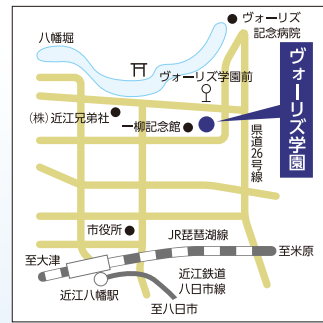 ヴォーリズ
記念病院
八幡堀
ヴォーリズ学園前
ヴォーリズ学園
(株)近江兄弟社
一柳記念館
県道26号線
市役所
JR琵琶湖線
至大津
至米原
近江鉄道
八日市線
近江八幡駅
至八日市